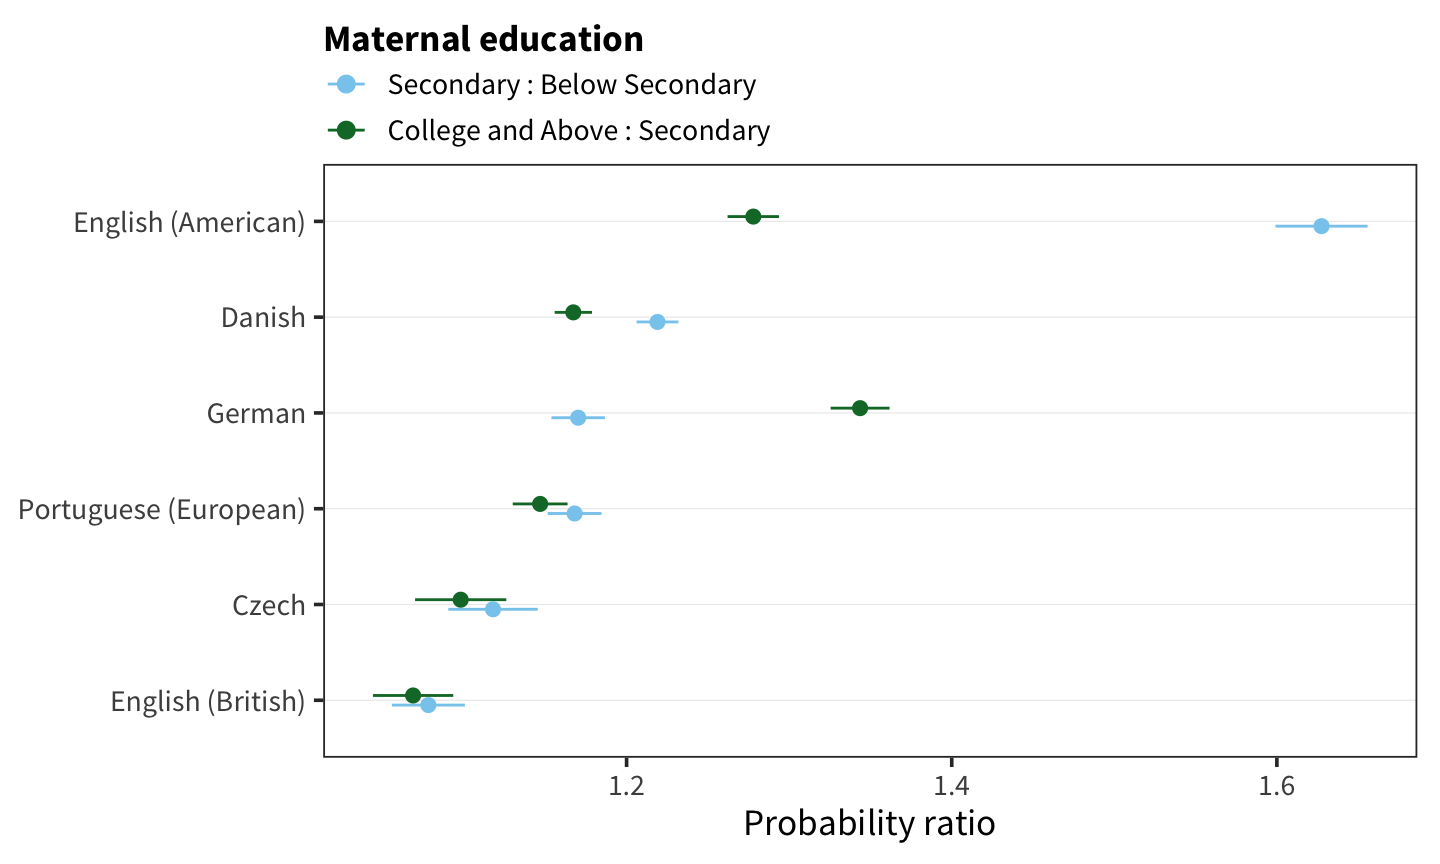 Maternal education
Secondary : Below Secondary
College and Above : Secondary
English (American)
Danish
German
Portuguese (European)
Czech
English (British)
1.2 1.4 1.6
Probability ratio